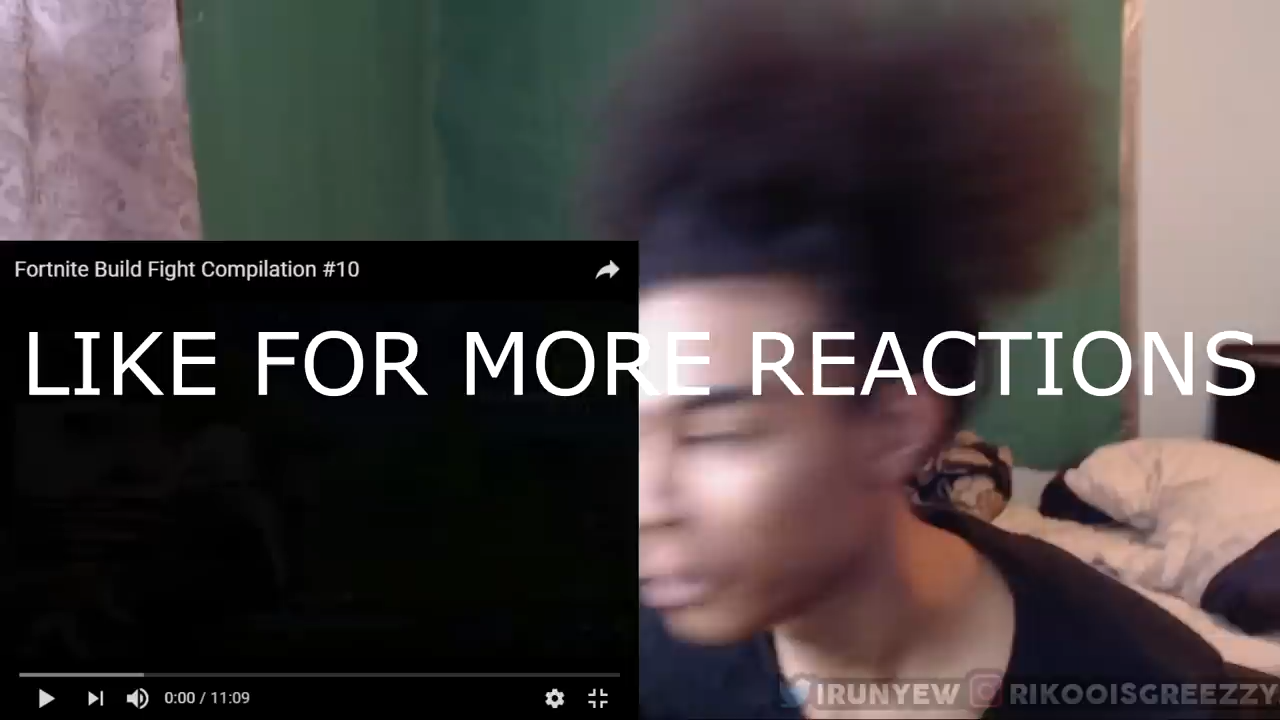 Fortnite Build Fight Compilation #10
LIKE FOR MORE REACTIONS
0:00 / 11:09
IRUNYEW RIKOOISGREEZZY